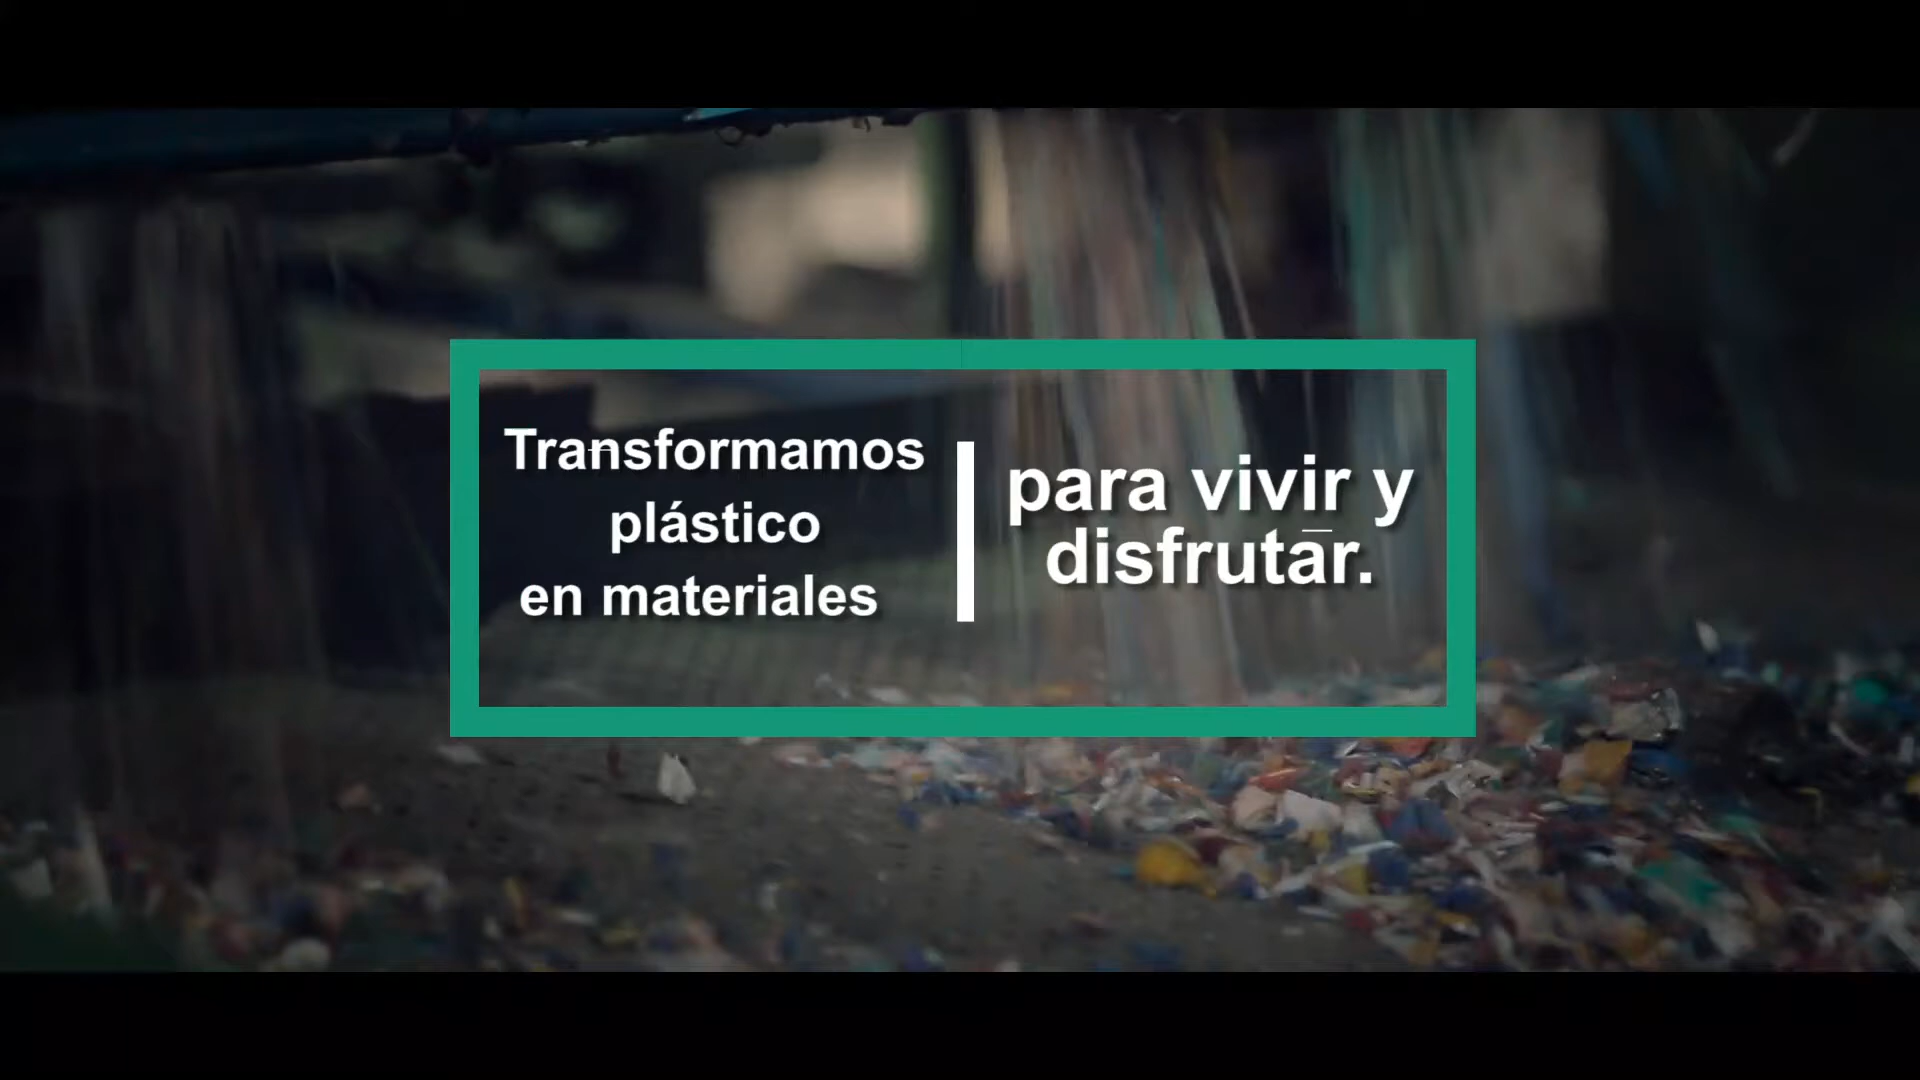 Transformamos
plástico
en materiales
para vivir y
disfrutar.